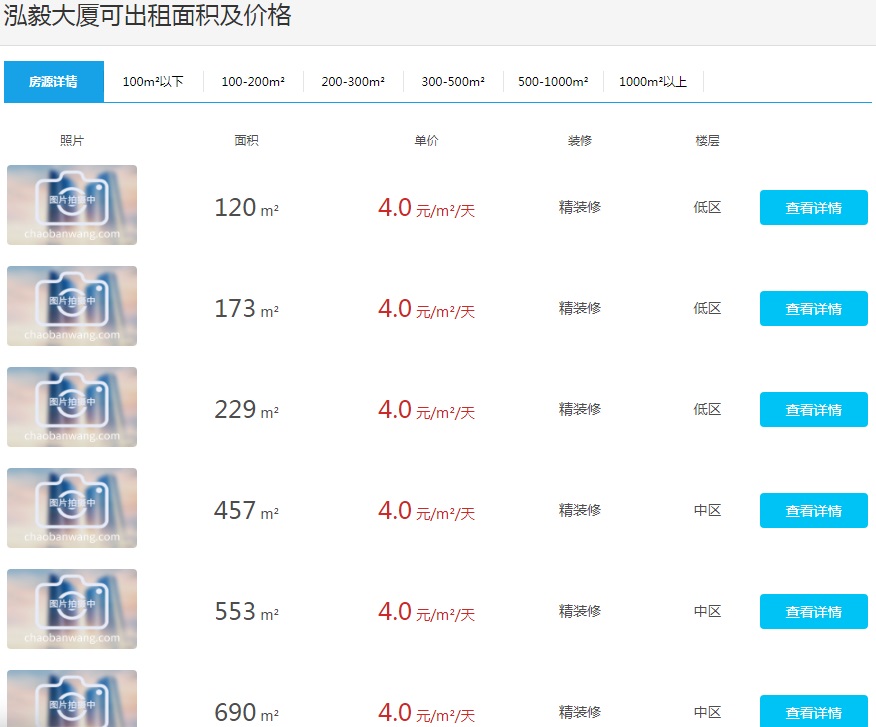 泓毅大厦可出租面积及价格
房源详情 100m²以下 100-200m² 200-300m² 300-500m² 500-1000m² 1000m²以上
照片 面积 单价 装修 楼层
图片拍摄中
chaobanwang.com
120 m² 4.0 元/m²/天 精装修 低区 查看详情
图片拍摄中
chaobanwang.com
173 m² 4.0 元/m²/天 精装修 低区 查看详情
图片拍摄中
chaobanwang.com
229 m² 4.0 元/m²/天 精装修 低区 查看详情
图片拍摄中
chaobanwang.com
457 m² 4.0 元/m²/天 精装修 中区 查看详情
图片拍摄中
chaobanwang.com
553 m² 4.0 元/m²/天 精装修 中区 查看详情
图片拍摄中
690 m² 4.0 元/m²/天 精装修 中区 查看详情